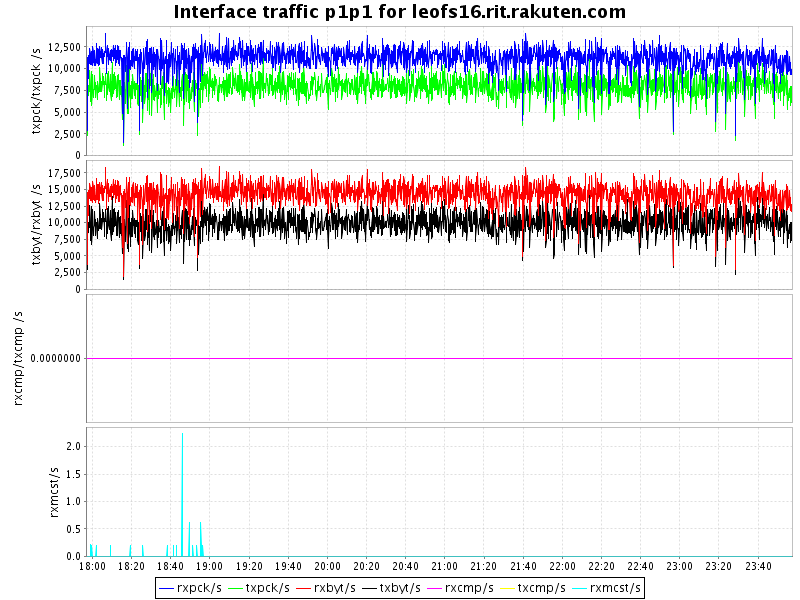 Interface traffic p1p1 for leofs16.rit.rakuten.com
txpck/txpck /s
12,500
10,000
7,500
5,000
2,500
0
txbyt/rxbyt /s
17,500
15,000
12,500
10,000
7,500
5,000
2,500
0
rxcmp/txcmp /s
0.0000000
rxmcst/s
2.0
1.5
1.0
0.5
0.0
18:00 18:20 18:40 19:00 19:20 19:40 20:00 20:20 20:40 21:00 21:20 21:40 22:00 22:20 22:40 23:00 23:20 23:40
rxpck/s txpck/s rxbyt/s txbyt/s rxcmp/s txcmp/s rxmcst/s